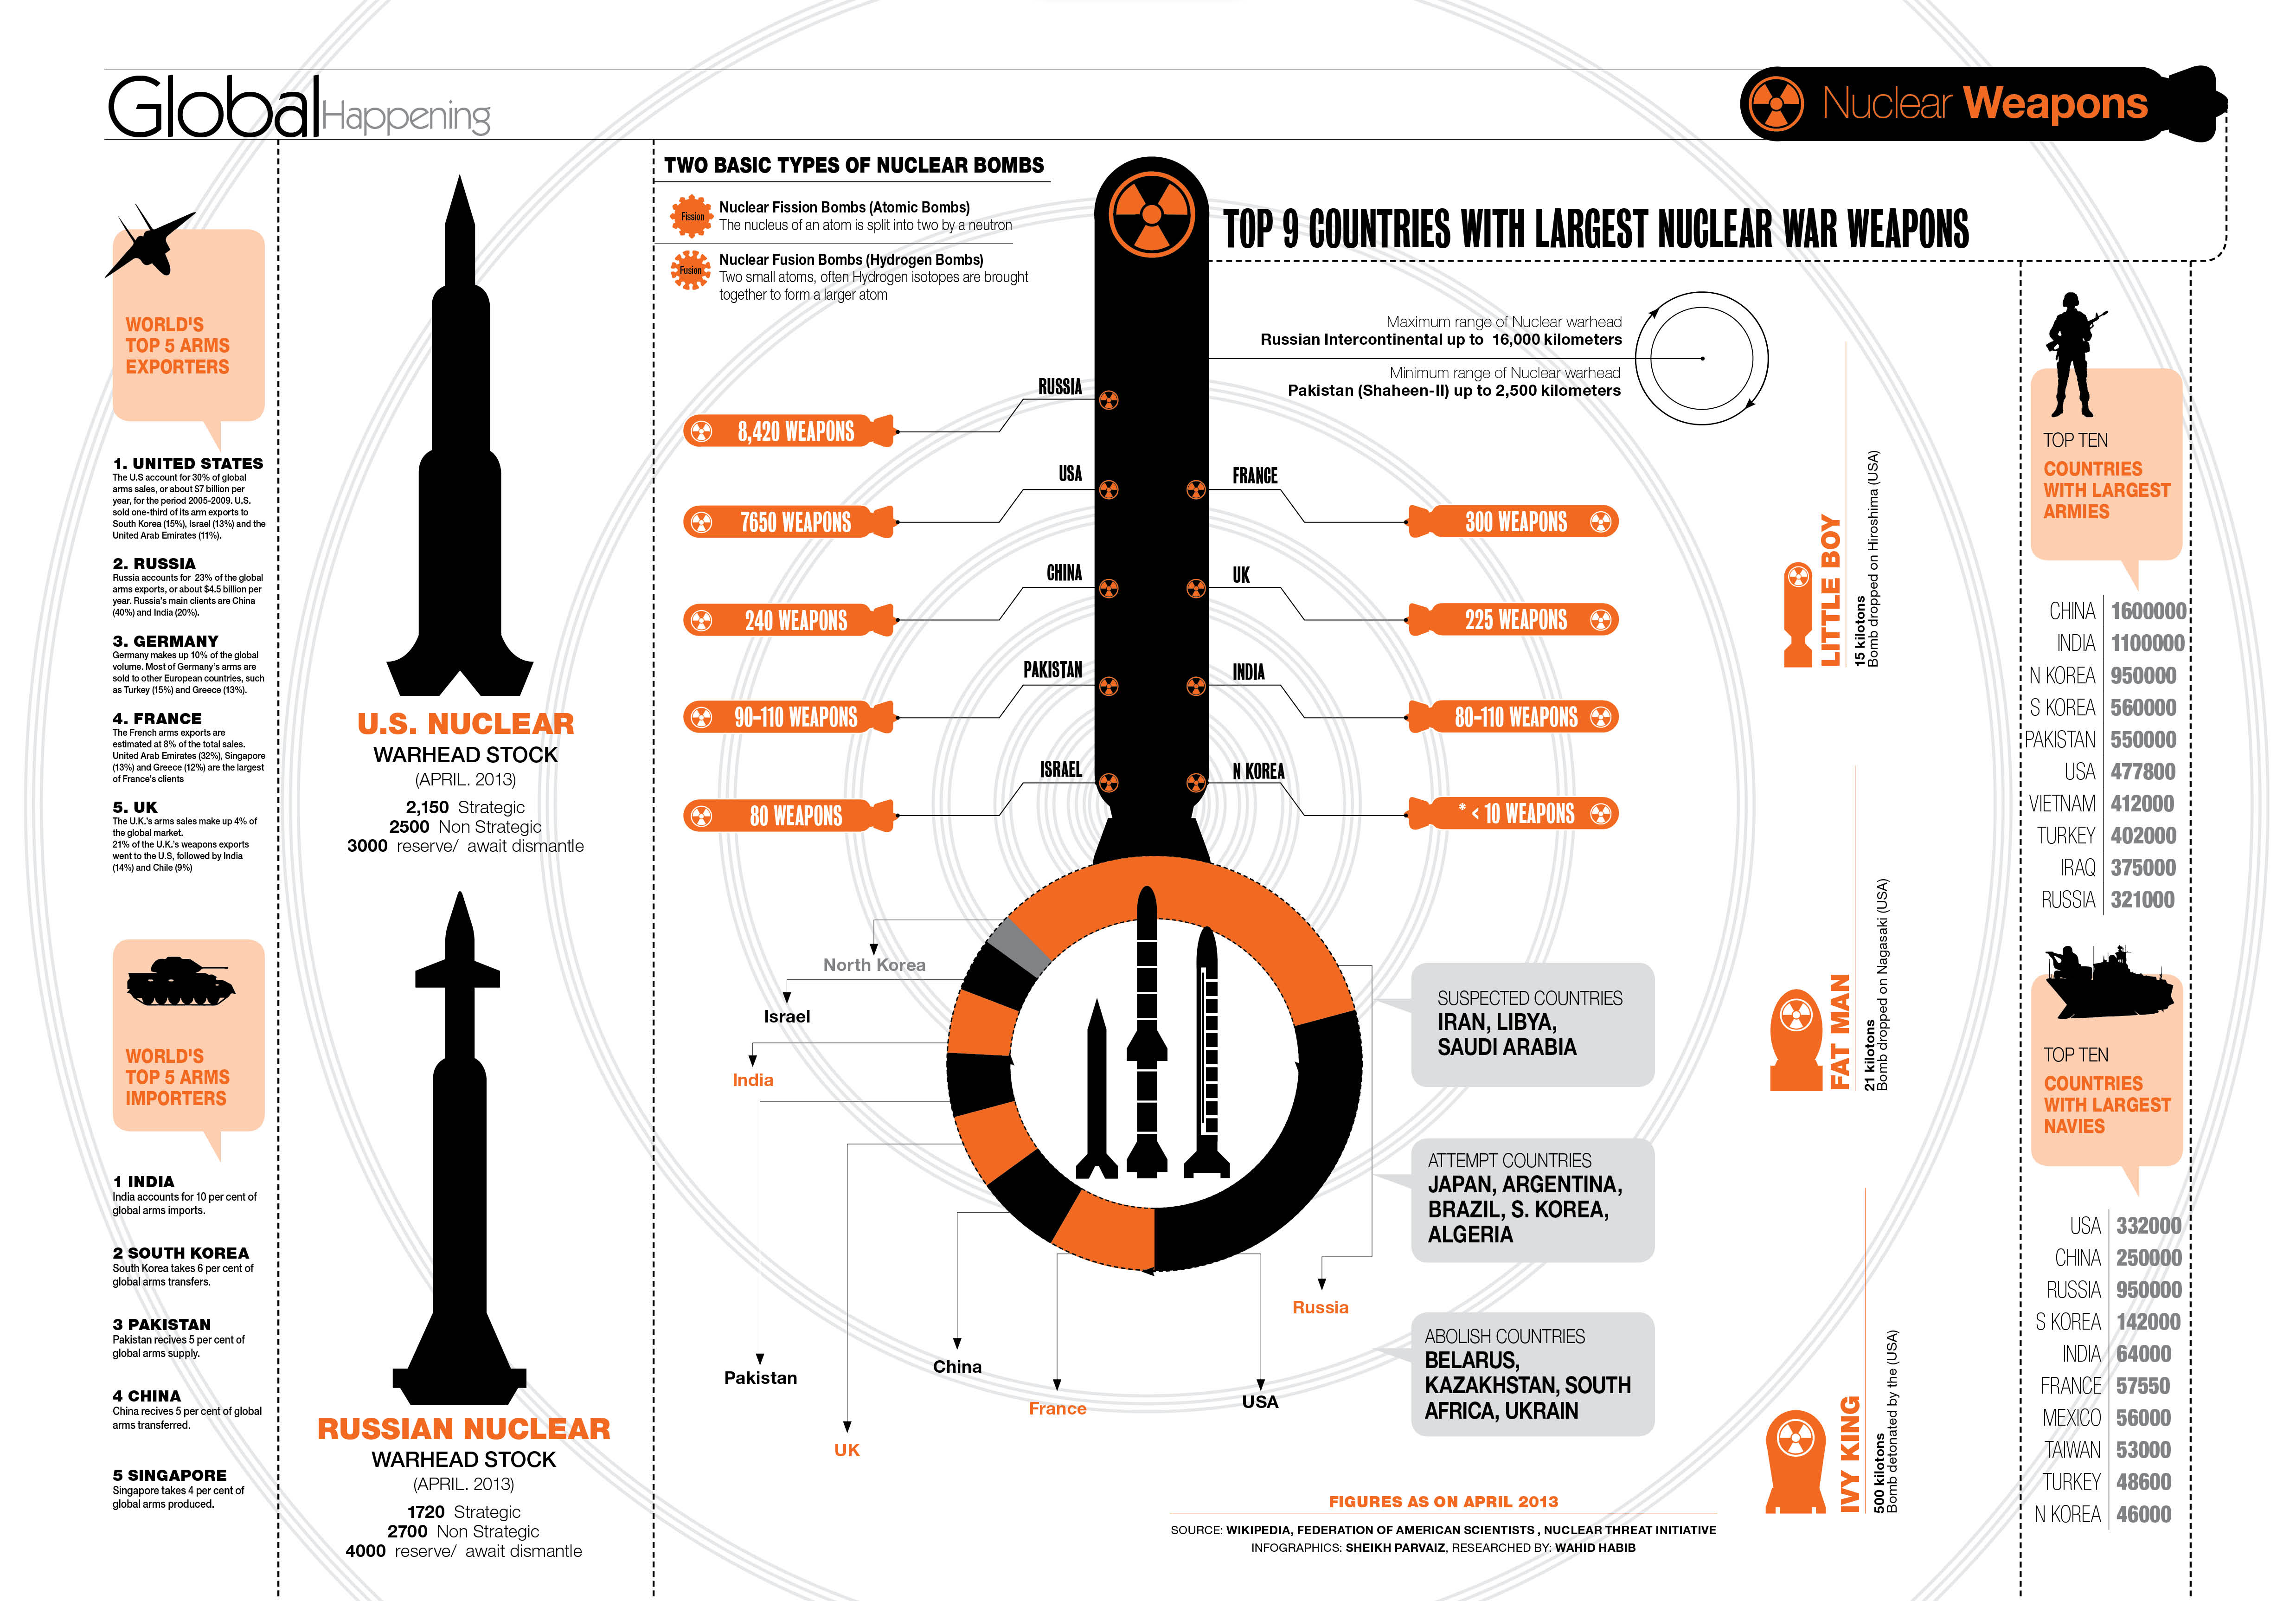 Global Happening
Nuclear Weapons
WORLD'S
TOP 5 ARMS
EXPORTERS
1. UNITED STATES
The U.S account for 30% of global
arms sales, or about $7 billion per
year, for the period 2005-2009. U.S.
sold one-third of its arm exports to
South Korea (15%), Israel (13%) and the
United Arab Emirates (11%).
2. RUSSIA
Russia accounts for 23% of the global
arms exports, or about $4.5 billion per
year. Russia's main clients are China
(40%) and India (20%).
3. GERMANY
Germany makes up 10% of the global
volume. Most of Germany's arms are
sold to other European countries, such
as Turkey (15%) and Greece (13%).
4. FRANCE
The French arms exports are
estimated at 8% of the total sales.
United Arab Emirates (32%), Singapore
(13%) and Greece (12%) are the largest
of France's clients
5. UK
The U.K.'s arms sales make up 4% of
the global market.
21% of the U.K.'s weapons exports
went to the U.S, followed by India
(14%) and Chile (9%)
WORLD'S
TOP 5 ARMS
IMPORTERS
1 INDIA
India accounts for 10 per cent of
global arms imports.
2 SOUTH KOREA
South Korea takes 6 per cent of
global arms transfers.
3 PAKISTAN
Pakistan recives 5 per cent of
global arms supply.
4 CHINA
China recives 5 per cent of global
arms transferred.
5 SINGAPORE
Singapore takes 4 per cent of
global arms produced.
U.S. NUCLEAR
WARHEAD STOCK
(APRIL. 2013)
2,150 Strategic
2500 Non Strategic
3000 reserve/ await dismantle
RUSSIAN NUCLEAR
WARHEAD STOCK
(APRIL. 2013)
1720 Strategic
2700 Non Strategic
4000 reserve/ await dismantle
TWO BASIC TYPES OF NUCLEAR BOMBS
Fission
Nuclear Fission Bombs (Atomic Bombs)
The nucleus of an atom is split into two by a neutron
Fusion
Nuclear Fusion Bombs (Hydrogen Bombs)
Two small atoms, often Hydrogen isotopes are brought
together to form a larger atom
TOP 9 COUNTRIES WITH LARGEST NUCLEAR WAR WEAPONS
Maximum range of Nuclear warhead
Russian Intercontinental up to 16,000 kilometers
Minimum range of Nuclear warhead
Pakistan (Shaheen-II) up to 2,500 kilometers
RUSSIA
8,420 WEAPONS
USA
7650 WEAPONS
FRANCE
300 WEAPONS
CHINA
240 WEAPONS
UK
225 WEAPONS
PAKISTAN
90-110 WEAPONS
INDIA
80-110 WEAPONS
ISRAEL
80 WEAPONS
N KOREA
* < 10 WEAPONS
North Korea
Israel
India
Pakistan
UK
China
France
USA
Russia
SUSPECTED COUNTRIES
IRAN, LIBYA,
SAUDI ARABIA
ATTEMPT COUNTRIES
JAPAN, ARGENTINA,
BRAZIL, S. KOREA,
ALGERIA
ABOLISH COUNTRIES
BELARUS,
KAZAKHSTAN, SOUTH
AFRICA, UKRAIN
FIGURES AS ON APRIL 2013
SOURCE: WIKIPEDIA, FEDERATION OF AMERICAN SCIENTISTS , NUCLEAR THREAT INITIATIVE
INFOGRAPHICS: SHEIKH PARVAIZ, RESEARCHED BY: WAHID HABIB
LITTLE BOY
15 kilotons
Bomb dropped on Hiroshima (USA)
FAT MAN
21 kilotons
Bomb dropped on Nagasaki (USA)
IVY KING
500 kilotons
Bomb detonated by the (USA)
TOP TEN
COUNTRIES
WITH LARGEST
ARMIES
CHINA 1600000
INDIA 1100000
N KOREA 950000
S KOREA 560000
PAKISTAN 550000
USA 477800
VIETNAM 412000
TURKEY 402000
IRAQ 375000
RUSSIA 321000
TOP TEN
COUNTRIES
WITH LARGEST
NAVIES
USA 332000
CHINA 250000
RUSSIA 950000
S KOREA 142000
INDIA 64000
FRANCE 57550
MEXICO 56000
TAIWAN 53000
TURKEY 48600
N KOREA 46000